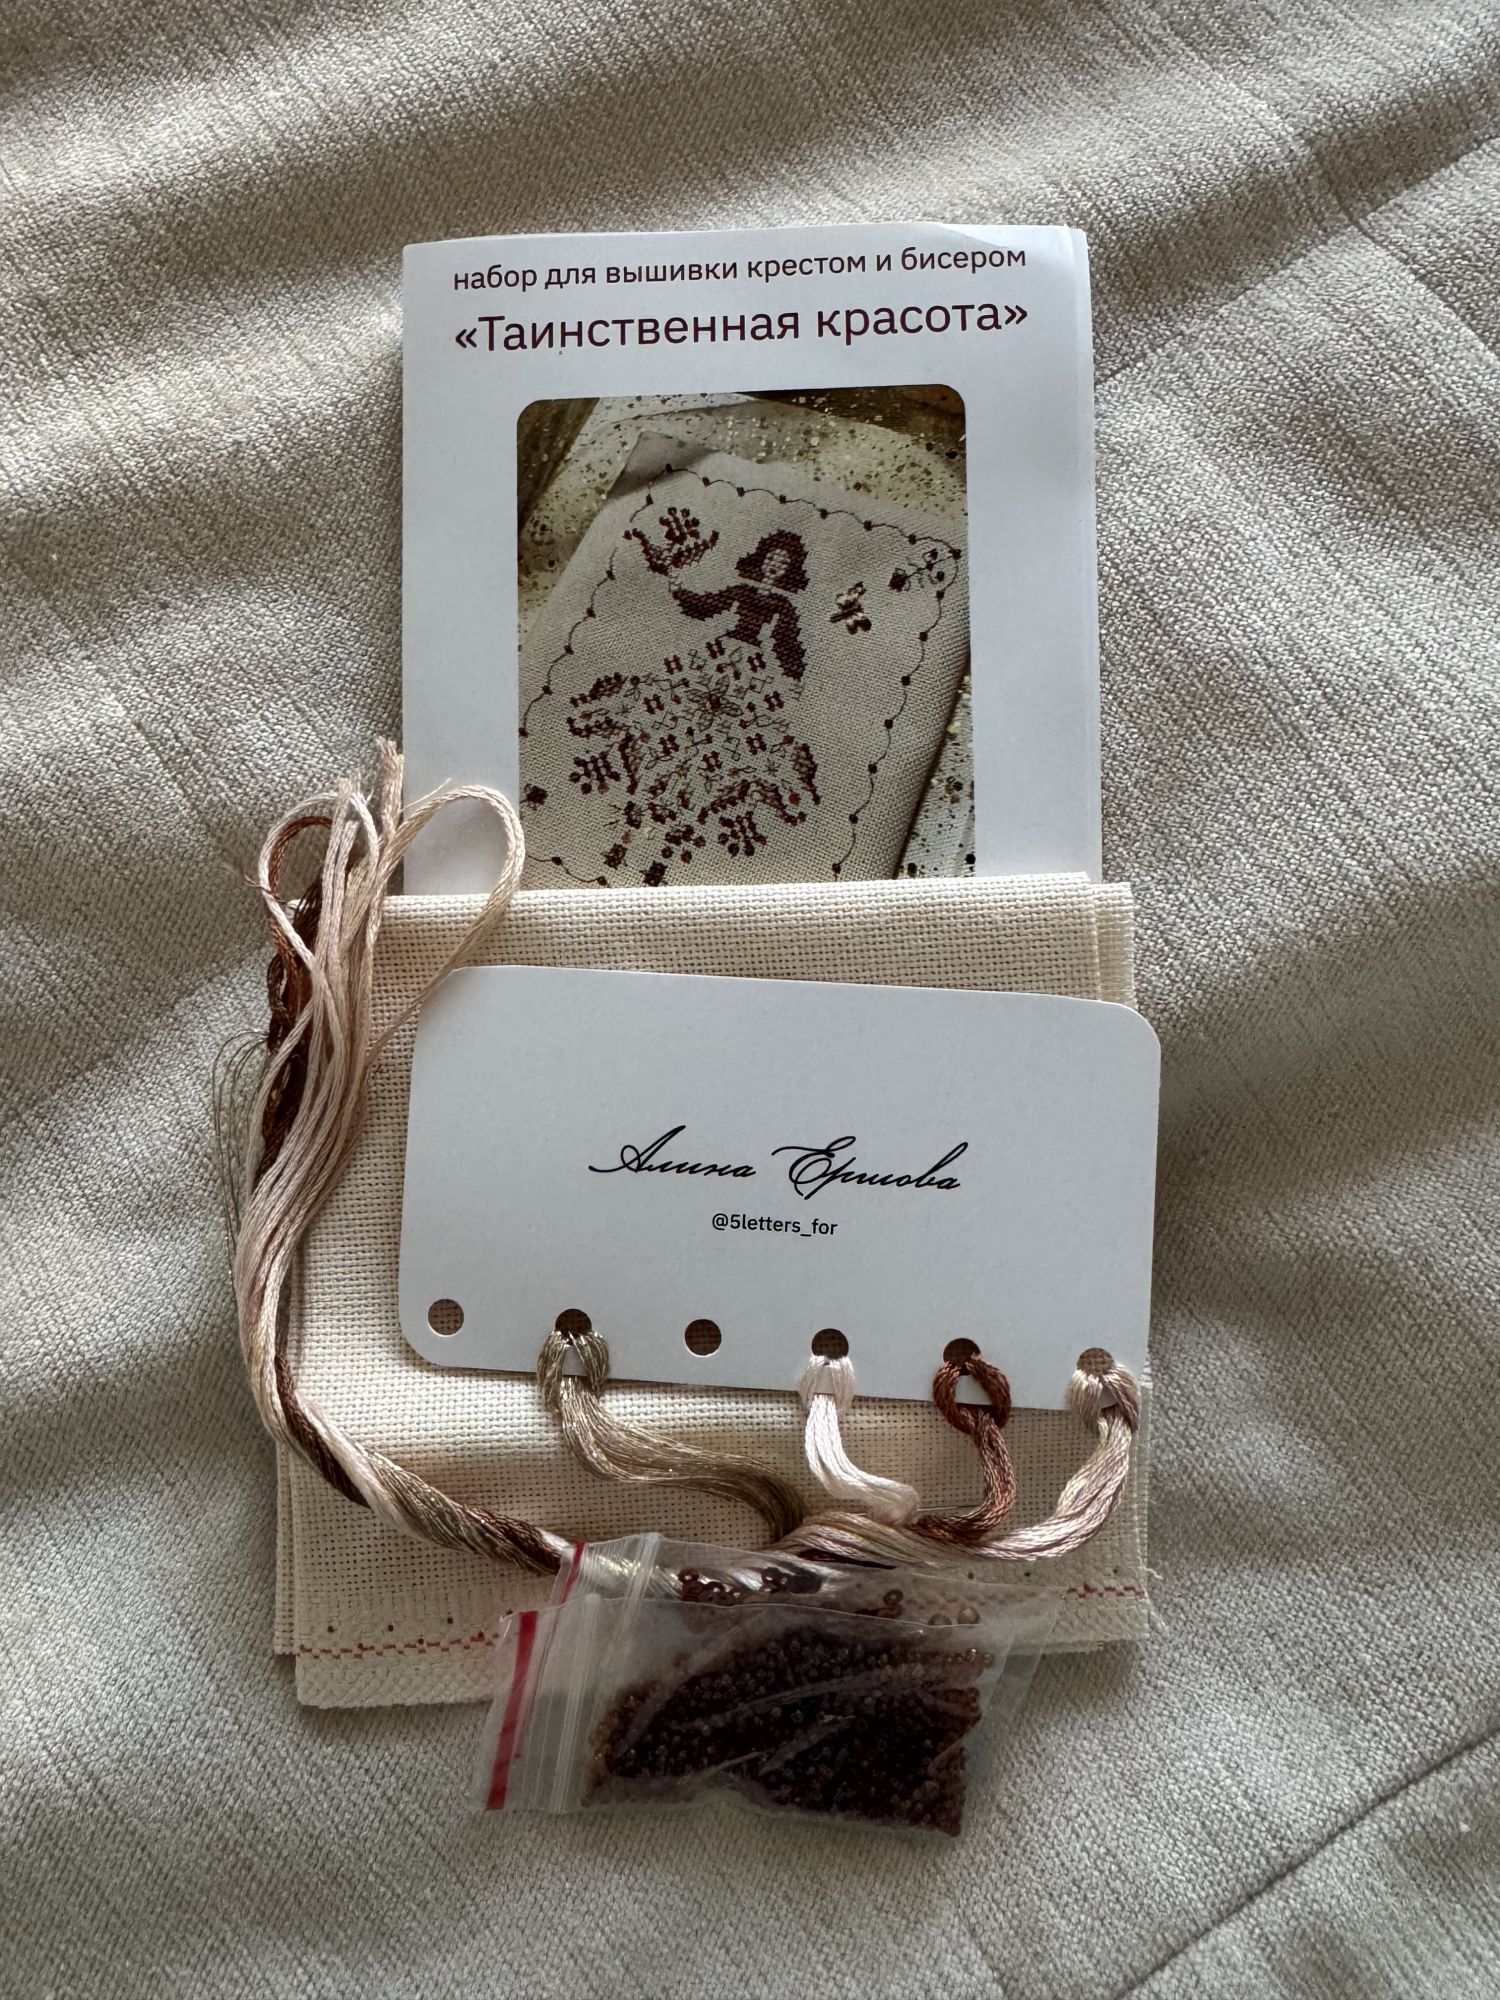 набор для вышивки крестом и бисером
«Таинственная красота»
Алина Ершова
@5letters_for